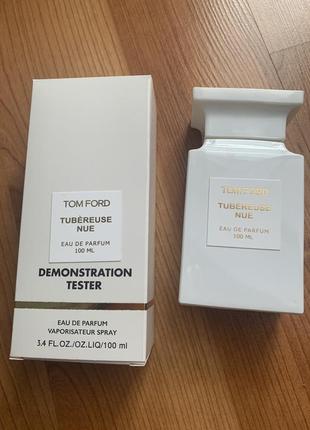 TOM FORD
TUBÈREUSE
NUE
EAU DE PARFUM
100 ML
DEMONSTRATION
TESTER
EAU DE PARFUM
VAPORISATEUR SPRAY
3.4 FL.OZ./OZ.LIQ/100 ml
TOM FORD
TUBÉREUSE
NUE
EAU DE PARFUM
100 ML